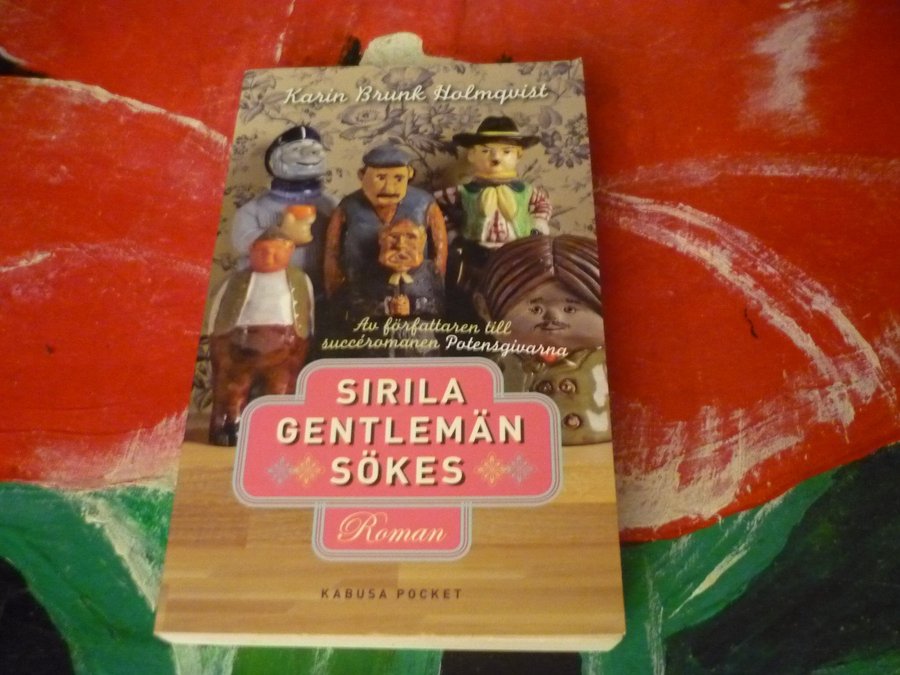 Karin Brunk Holmqvist
Av författaren till
succéromanen Potensgivarna
SIRILA
GENTLEMÄN
SÖKES
Roman
KABUSA POCKET